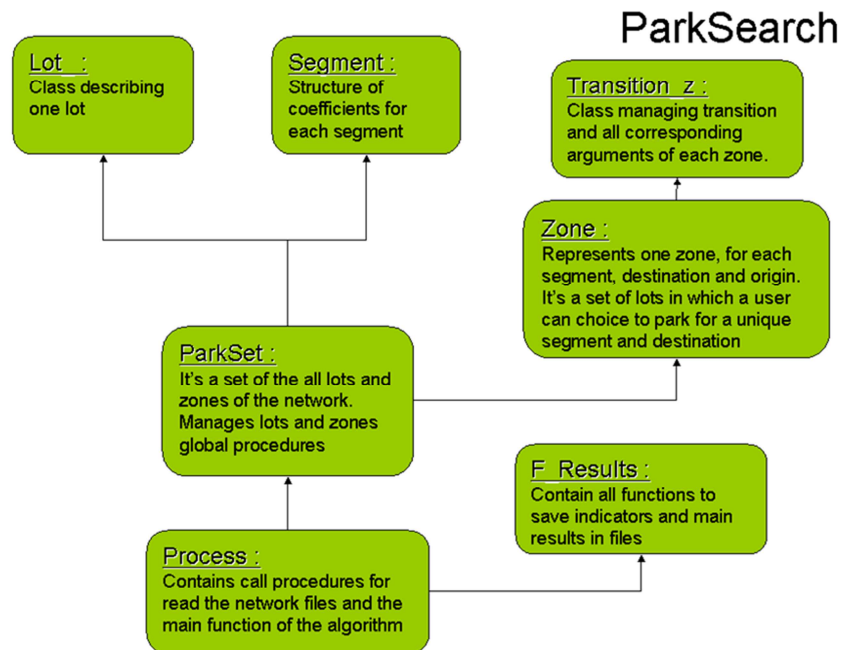 ParkSearch
Lot_ :
Class describing
one lot
Segment :
Structure of
coefficients for
each segment
Transition_z :
Class managing transition
and all corresponding
arguments of each zone.
Zone :
Represents one zone, for each
segment, destination and origin.
It's a set of lots in which a user
can choice to park for a unique
segment and destination
ParkSet :
It's a set of the all lots and
zones of the network.
Manages lots and zones
global procedures
F_Results :
Contain all functions to
save indicators and main
results in files
Process :
Contains call procedures for
read the network files and the
main function of the algorithm